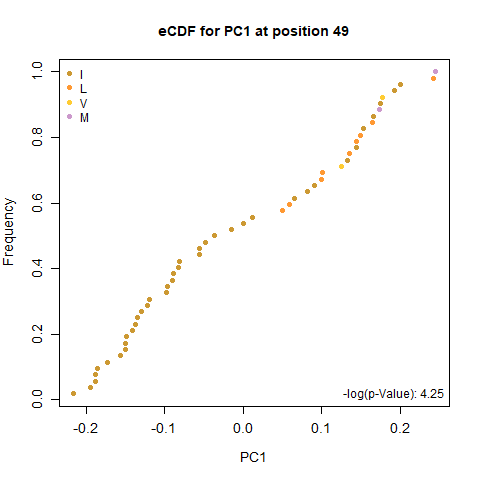 eCDF for PC1 at position 49
I
L
V
M
Frequency
1.0
0.8
0.6
0.4
0.2
0.0
-log(p-Value): 4.25
-0.2
-0.1
0.0
0.1
0.2
PC1